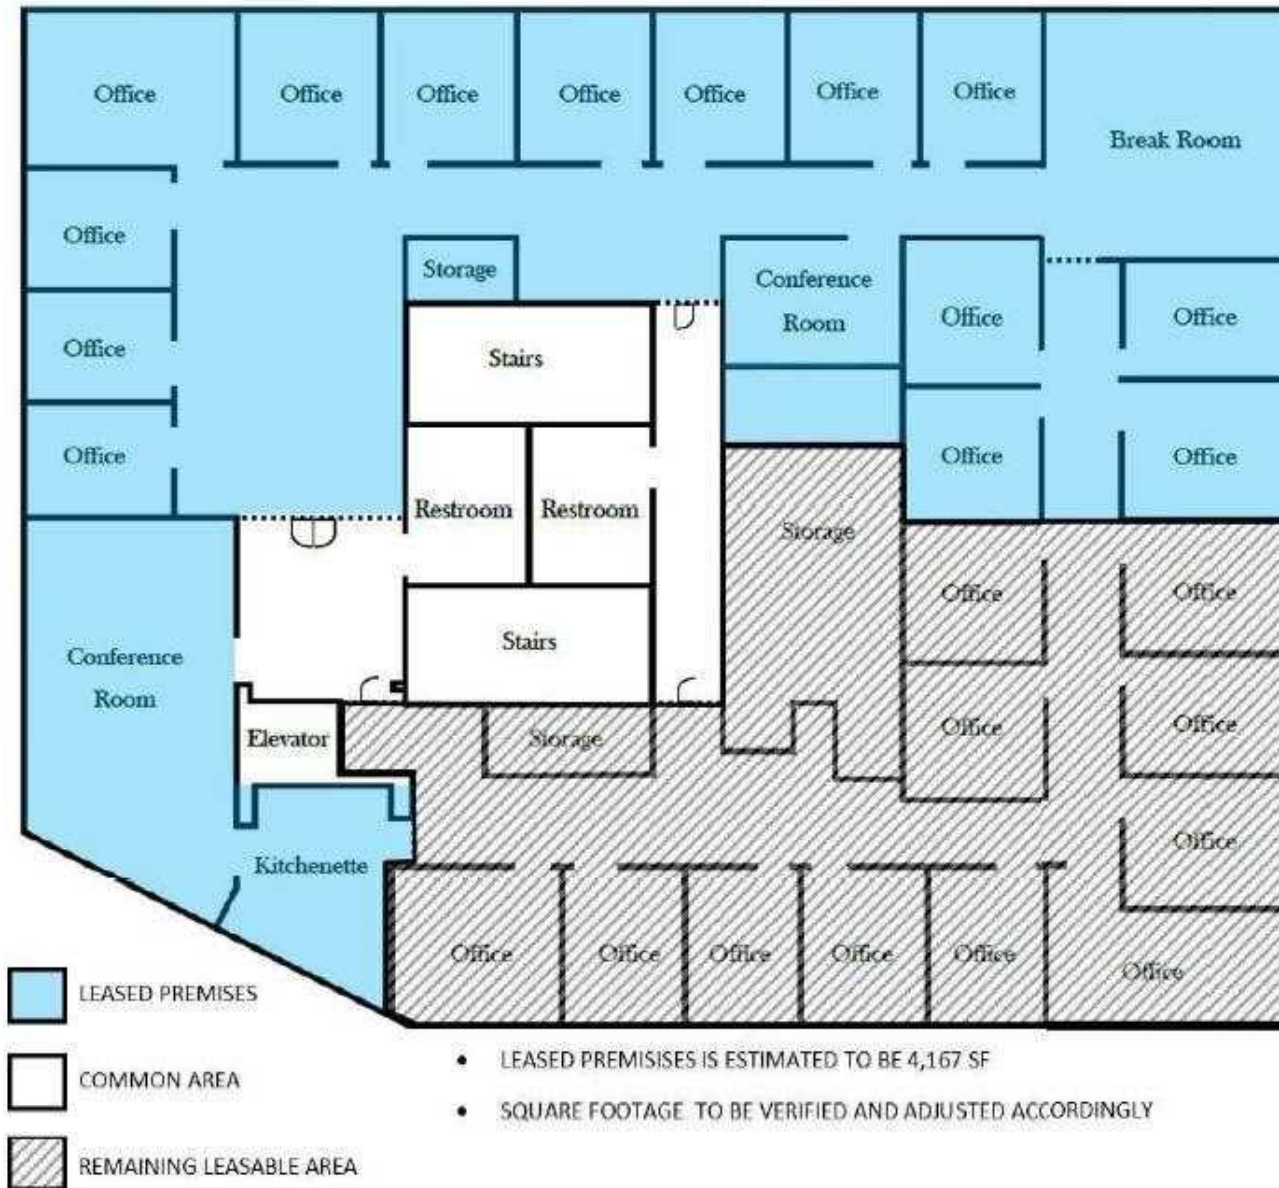 Office
Office
Office
Office
Office
Office
Office
Break Room
Office
Storage
Conference
Room
Office
Office
Office
Stairs
Office
Office
Office
Restroom
Restroom
Storage
Office
Office
Stairs
Conference
Room
Elevator
Storage
Office
Office
Office
Kitchenette
Office
Office
Office
Office
Office
Office
LEASED PREMISES
COMMON AREA
REMAINING LEASABLE AREA
• LEASED PREMISISES IS ESTIMATED TO BE 4,167 SF
• SQUARE FOOTAGE TO BE VERIFIED AND ADJUSTED ACCORDINGLY